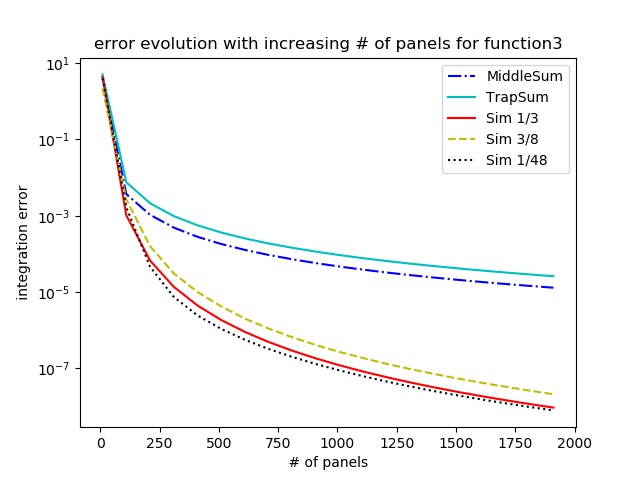 error evolution with increasing # of panels for function3
10¹
10⁻¹
10⁻³
10⁻⁵
10⁻⁷
integration error
MiddleSum
TrapSum
Sim 1/3
Sim 3/8
Sim 1/48
0 250 500 750 1000 1250 1500 1750 2000
# of panels